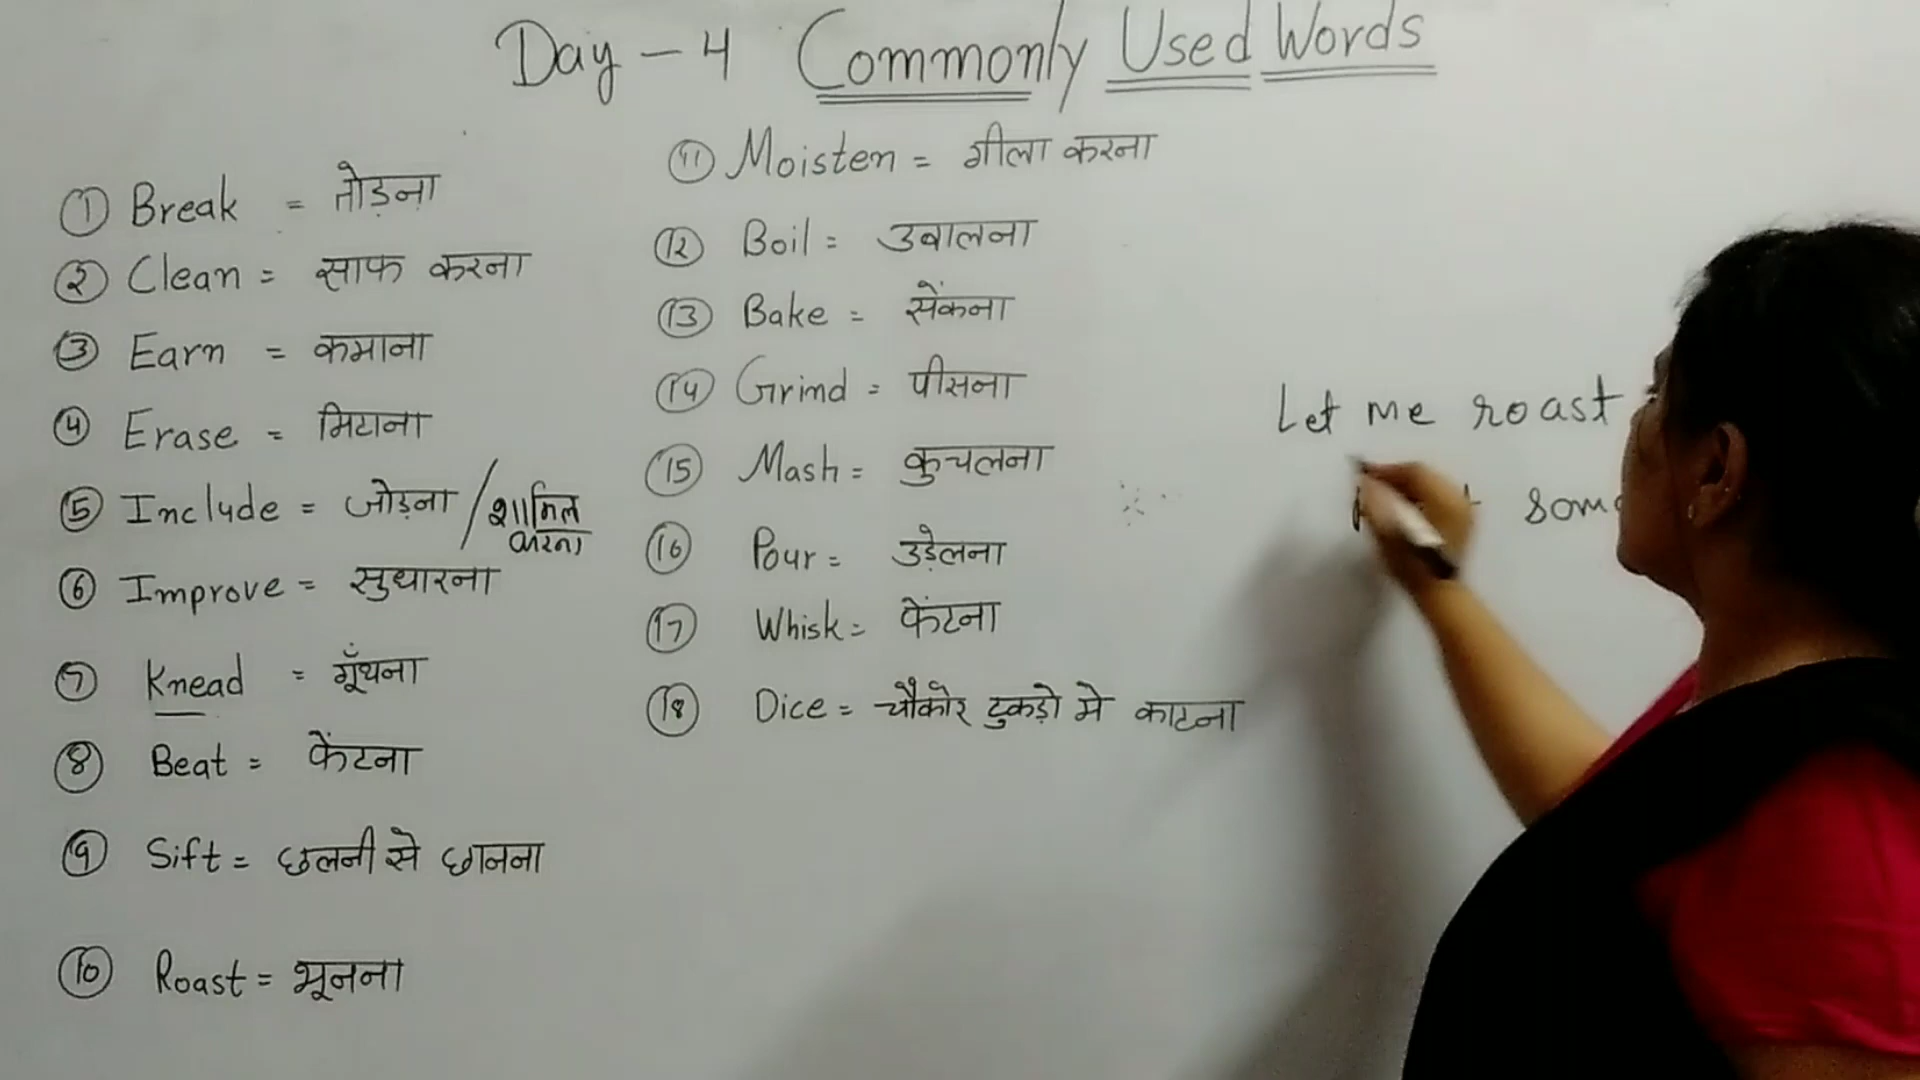 Day - 4 Commonly Used Words
① Break = तोड़ना
② Clean = साफ करना
③ Earn = कमाना
④ Erase = मिटाना
⑤ Include = जोड़ना / शामिल करना
⑥ Improve = सुधारना
⑦ Knead = गूँथना
⑧ Beat = फेंटना
⑨ Sift = छलनी से छानना
⑩ Roast = भूनना
⑪ Moisten = गीला करना
⑫ Boil = उबालना
⑬ Bake = सेंकना
⑭ Grind = पीसना
⑮ Mash = कुचलना
⑯ Pour = उड़ेलना
⑰ Whisk = फेंटना
⑱ Dice = चौकोर टुकड़ो मे काटना
Let me roast